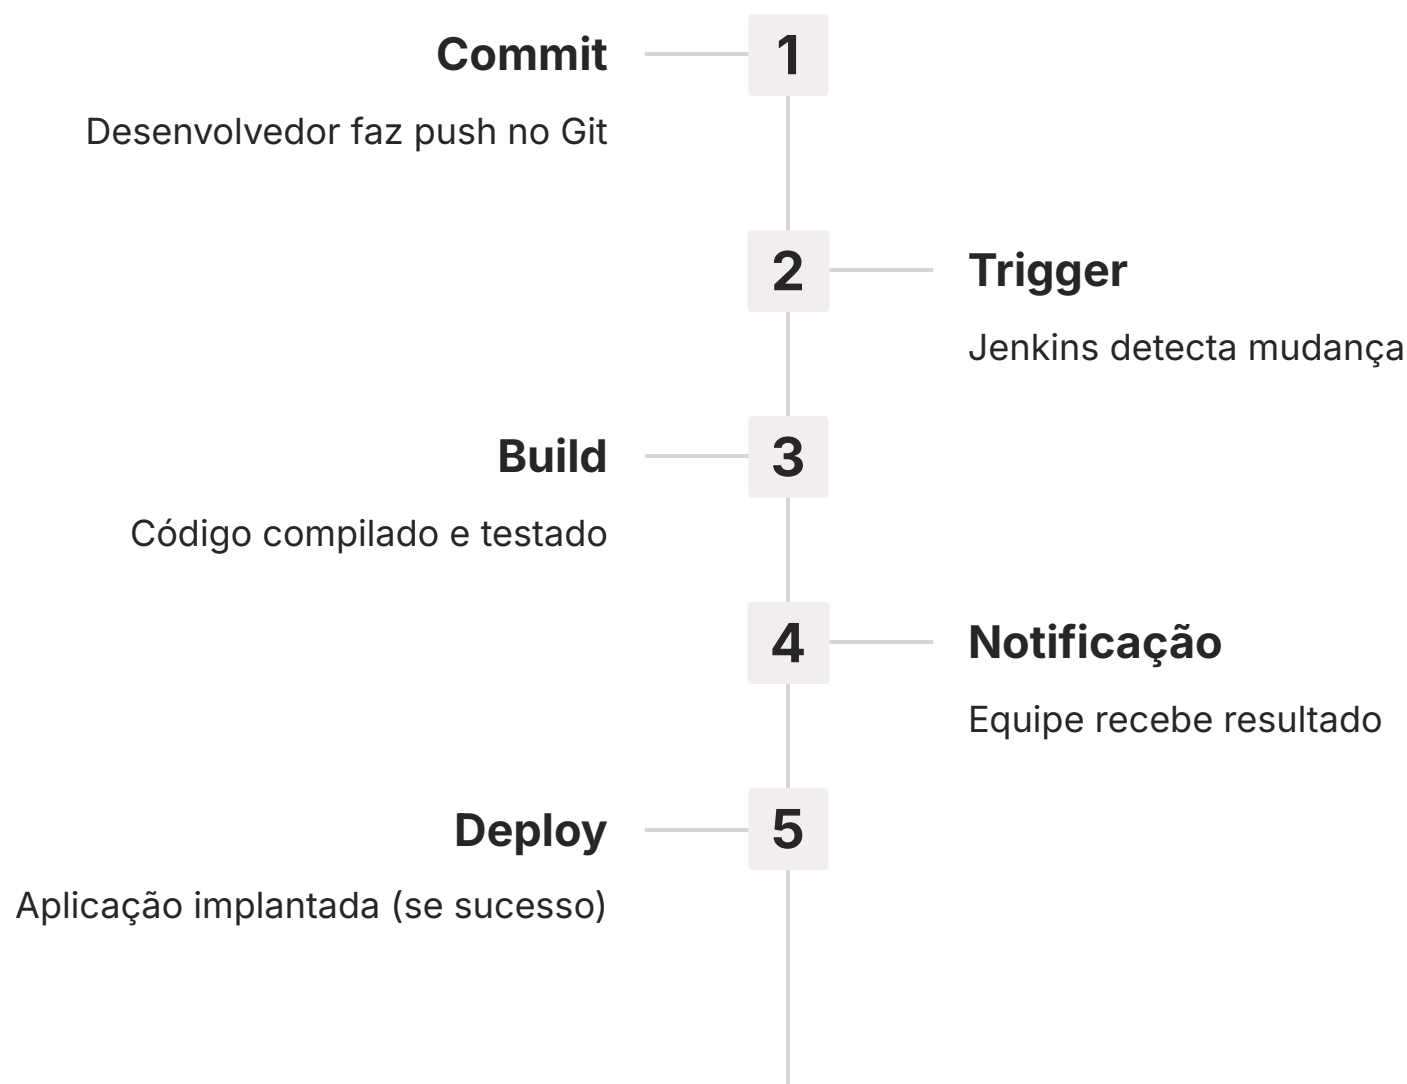 Commit
1
Desenvolvedor faz push no Git
2
Trigger
Jenkins detecta mudança
Build
3
Código compilado e testado
4
Notificação
Equipe recebe resultado
Deploy
5
Aplicação implantada (se sucesso)